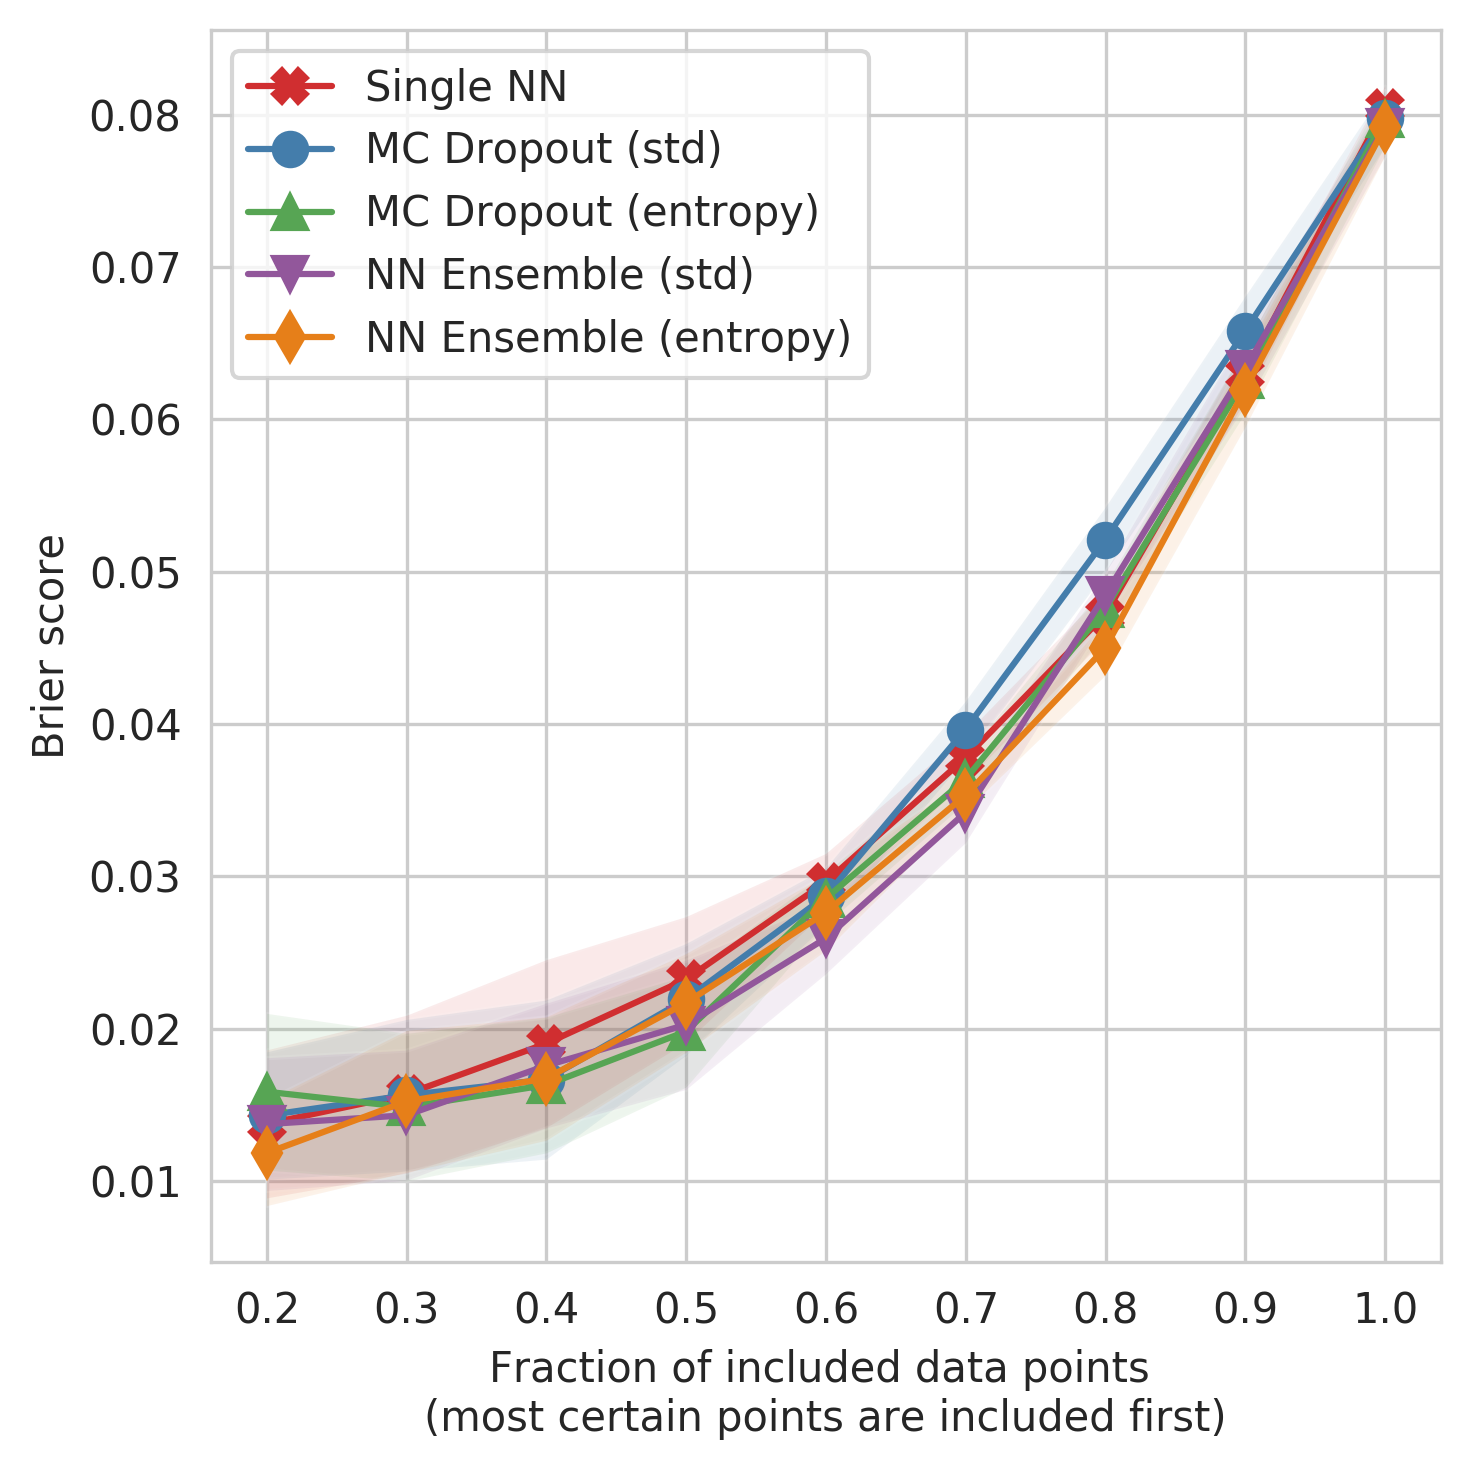 Single NN
MC Dropout (std)
MC Dropout (entropy)
NN Ensemble (std)
NN Ensemble (entropy)
0.08
0.07
0.06
0.05
0.04
0.03
0.02
0.01
Brier score
0.2 0.3 0.4 0.5 0.6 0.7 0.8 0.9 1.0
Fraction of included data points
(most certain points are included first)